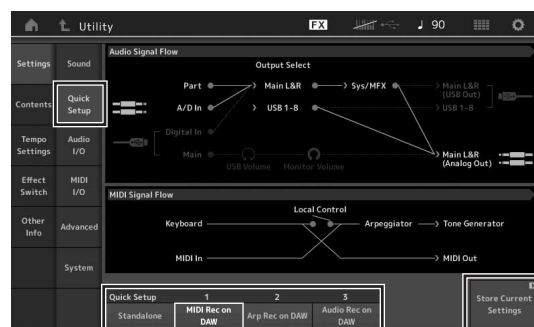 Utility
FX
♩ 90
Settings
Sound
Contents
Quick
Setup
Tempo
Settings
Audio
I/O
Effect
Switch
MIDI
I/O
Other
Info
Advanced
System
Audio Signal Flow
Output Select
Part
Main L&R
Sys/MFX
Main L&R
(USB Out)
A/D In
USB 1-8
USB 1-8
Digital In
Main
USB Volume
Monitor Volume
Main L&R
(Analog Out)
MIDI Signal Flow
Local Control
Keyboard
Arpeggiator
Tone Generator
MIDI In
MIDI Out
Quick Setup
1
2
3
Standalone
MIDI Rec on
DAW
Arp Rec on DAW
Audio Rec on
DAW
Store Current
Settings